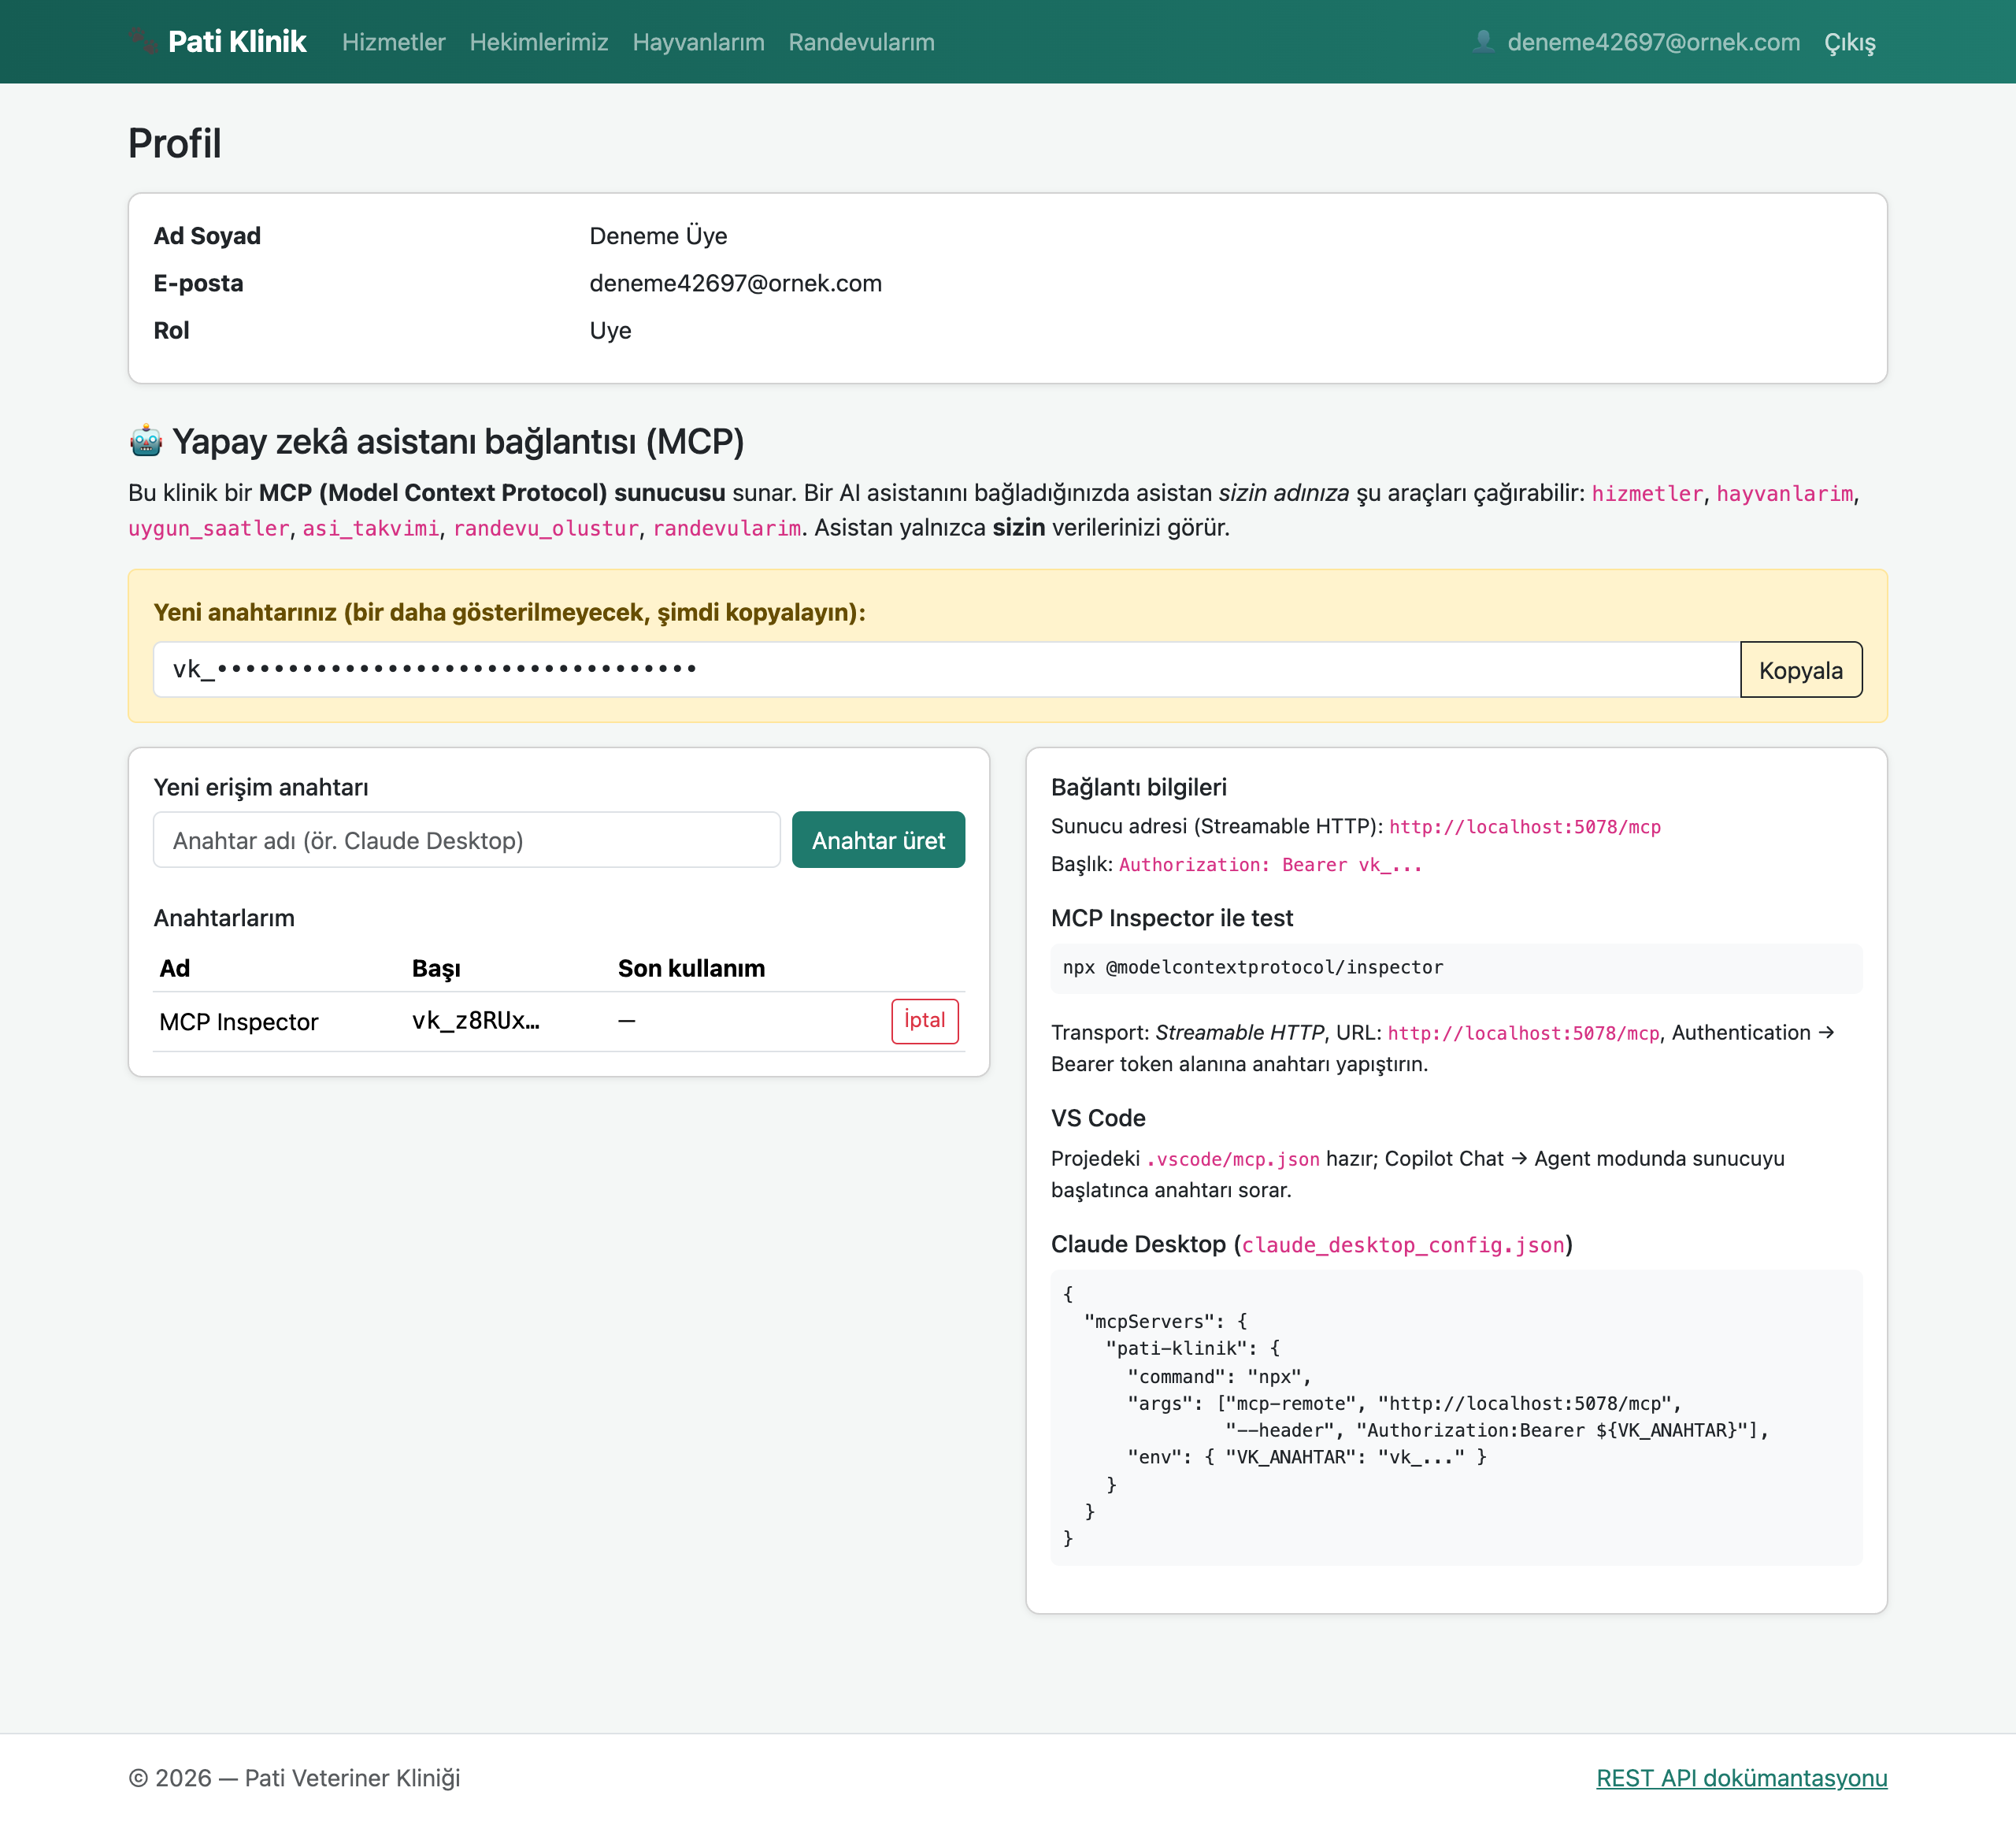 Pati Klinik Hizmetler Hekimlerimiz Hayvanlarım Randevularım deneme42697@ornek.com Çıkış
Profil
Ad Soyad Deneme Üye
E-posta deneme42697@ornek.com
Rol Uye
Yapay zekâ asistanı bağlantısı (MCP)
Bu klinik bir MCP (Model Context Protocol) sunucusu sunar. Bir AI asistanını bağladığınızda asistan sizin adınıza şu araçları çağırabilir: hizmetler, hayvanlarim,
uygun_saatler, asi_takvimi, randevu_olustur, randevularim. Asistan yalnızca sizin verilerinizi görür.
Yeni anahtarınız (bir daha gösterilmeyecek, şimdi kopyalayın):
vk_•••••••••••••••••••••••••••••••••• Kopyala
Yeni erişim anahtarı
Anahtar adı (ör. Claude Desktop) Anahtar üret
Anahtarlarım
Ad Başı Son kullanım
MCP Inspector vk_z8RUx… — İptal
Bağlantı bilgileri
Sunucu adresi (Streamable HTTP): http://localhost:5078/mcp
Başlık: Authorization: Bearer vk_...
MCP Inspector ile test
npx @modelcontextprotocol/inspector
Transport: Streamable HTTP, URL: http://localhost:5078/mcp, Authentication →
Bearer token alanına anahtarı yapıştırın.
VS Code
Projedeki .vscode/mcp.json hazır; Copilot Chat → Agent modunda sunucuyu
başlatınca anahtarı sorar.
Claude Desktop (claude_desktop_config.json)
{
  "mcpServers": {
    "pati-klinik": {
      "command": "npx",
      "args": ["mcp-remote", "http://localhost:5078/mcp",
               "--header", "Authorization:Bearer ${VK_ANAHTAR}"],
      "env": { "VK_ANAHTAR": "vk_..." }
    }
  }
}
© 2026 — Pati Veteriner Kliniği REST API dokümantasyonu